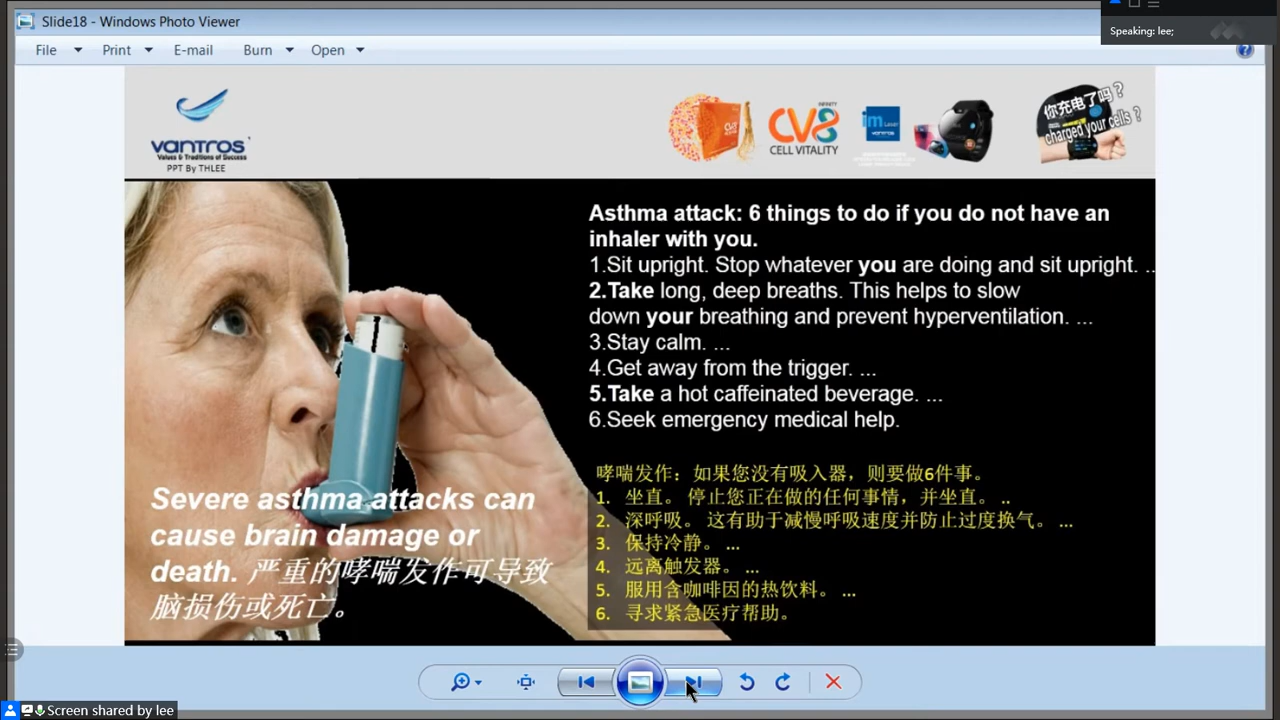 Slide18 - Windows Photo Viewer
Speaking: lee;
File Print E-mail Burn Open
vantros
Values & Traditions of Success
PPT By THLEE
CV8
INFINITY
CV8
CELL VITALITY
im Laser
vantros
你充电了吗？
charged your cells ?
Asthma attack: 6 things to do if you do not have an
inhaler with you.
1.Sit upright. Stop whatever you are doing and sit upright. ...
2.Take long, deep breaths. This helps to slow
down your breathing and prevent hyperventilation. ...
3.Stay calm. ...
4.Get away from the trigger. ...
5.Take a hot caffeinated beverage. ...
6.Seek emergency medical help.
哮喘发作：如果您没有吸入器，则要做6件事。
1. 坐直。 停止您正在做的任何事情，并坐直。 ..
2. 深呼吸。 这有助于减慢呼吸速度并防止过度换气。 ...
3. 保持冷静。 ...
4. 远离触发器。 ...
5. 服用含咖啡因的热饮料。 ...
6. 寻求紧急医疗帮助。
Severe asthma attacks can
cause brain damage or
death. 严重的哮喘发作可导致
脑损伤或死亡。
Screen shared by lee